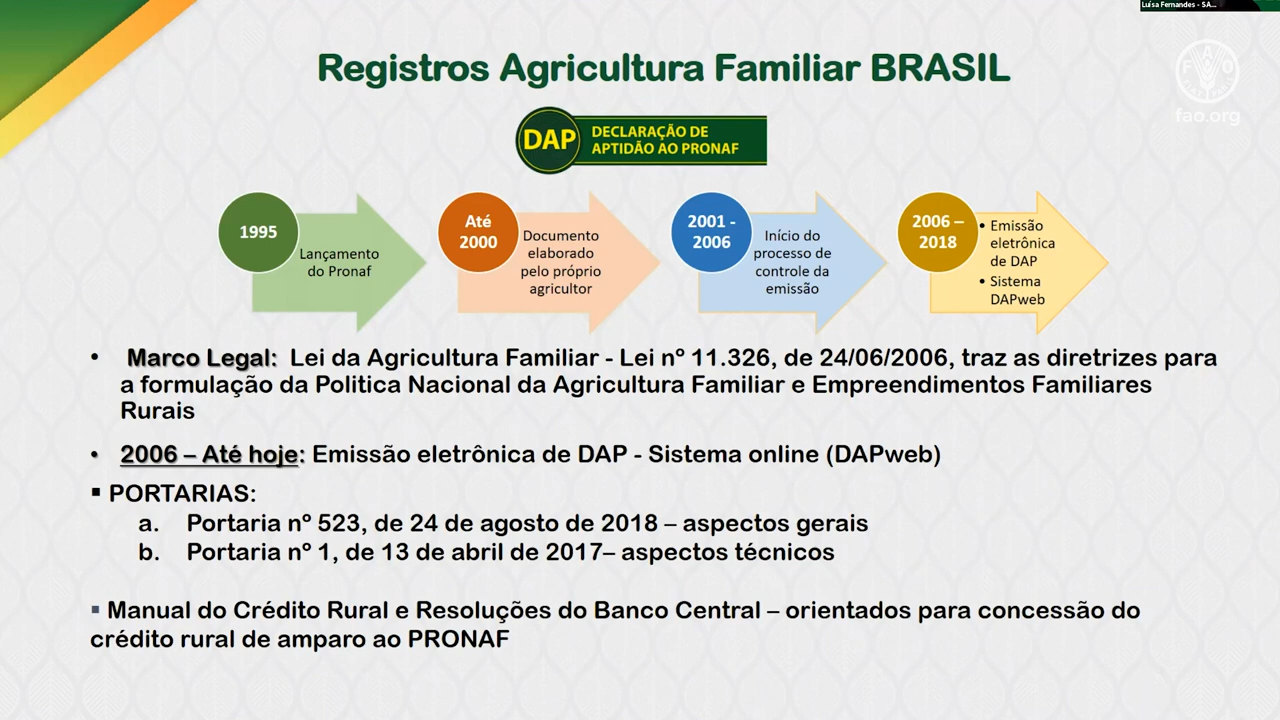 Luísa Fernandes - SA...
Registros Agricultura Familiar BRASIL
FAO
fao.org
DAP
DECLARAÇÃO DE
APTIDÃO AO PRONAF
1995
Lançamento
do Pronaf
Até
2000
Documento
elaborado
pelo próprio
agricultor
2001 -
2006
Início do
processo de
controle da
emissão
2006 –
2018
• Emissão
eletrônica
de DAP
• Sistema
DAPweb
• Marco Legal: Lei da Agricultura Familiar - Lei nº 11.326, de 24/06/2006, traz as diretrizes para
a formulação da Politica Nacional da Agricultura Familiar e Empreendimentos Familiares
Rurais
• 2006 – Até hoje: Emissão eletrônica de DAP - Sistema online (DAPweb)
▪ PORTARIAS:
a. Portaria nº 523, de 24 de agosto de 2018 – aspectos gerais
b. Portaria nº 1, de 13 de abril de 2017– aspectos técnicos
▪ Manual do Crédito Rural e Resoluções do Banco Central – orientados para concessão do
crédito rural de amparo ao PRONAF